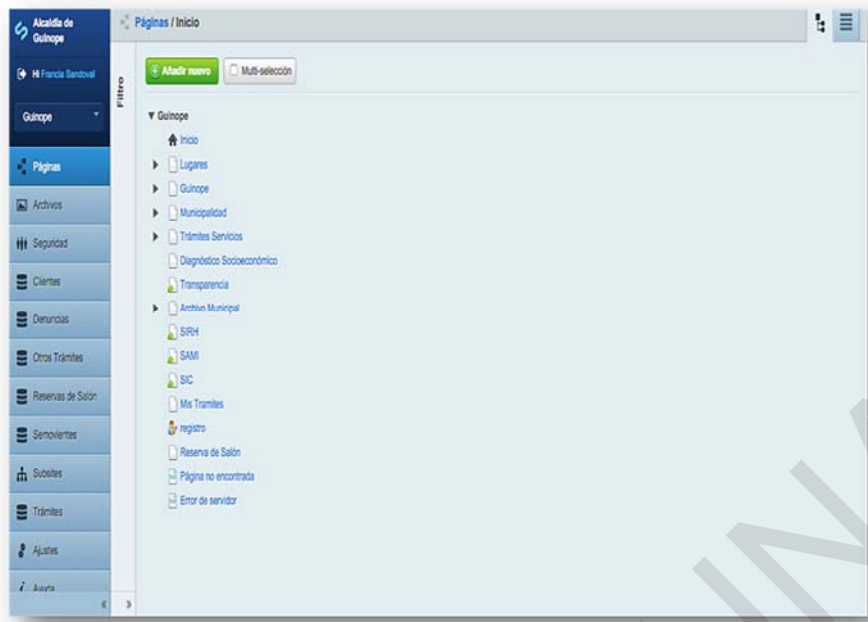 Alcaldía de
Guinope
Hi Francia Sandoval
Guinope
Páginas
Archivos
Seguridad
Clientes
Denuncias
Otros Trámites
Reservas de Salón
Semovientes
Subsites
Trámites
Ajustes
Ayuda
Filtro
Páginas / Inicio
Añadir nuevo
Multi-selección
Guinope
Inicio
Lugares
Guinope
Municipalidad
Trámites Servicios
Diagnóstico Socioeconómico
Transparencia
Archivo Municipal
SIRH
SAMI
SIC
Mis Tramites
registro
Reserva de Salón
Página no encontrada
Error de servidor